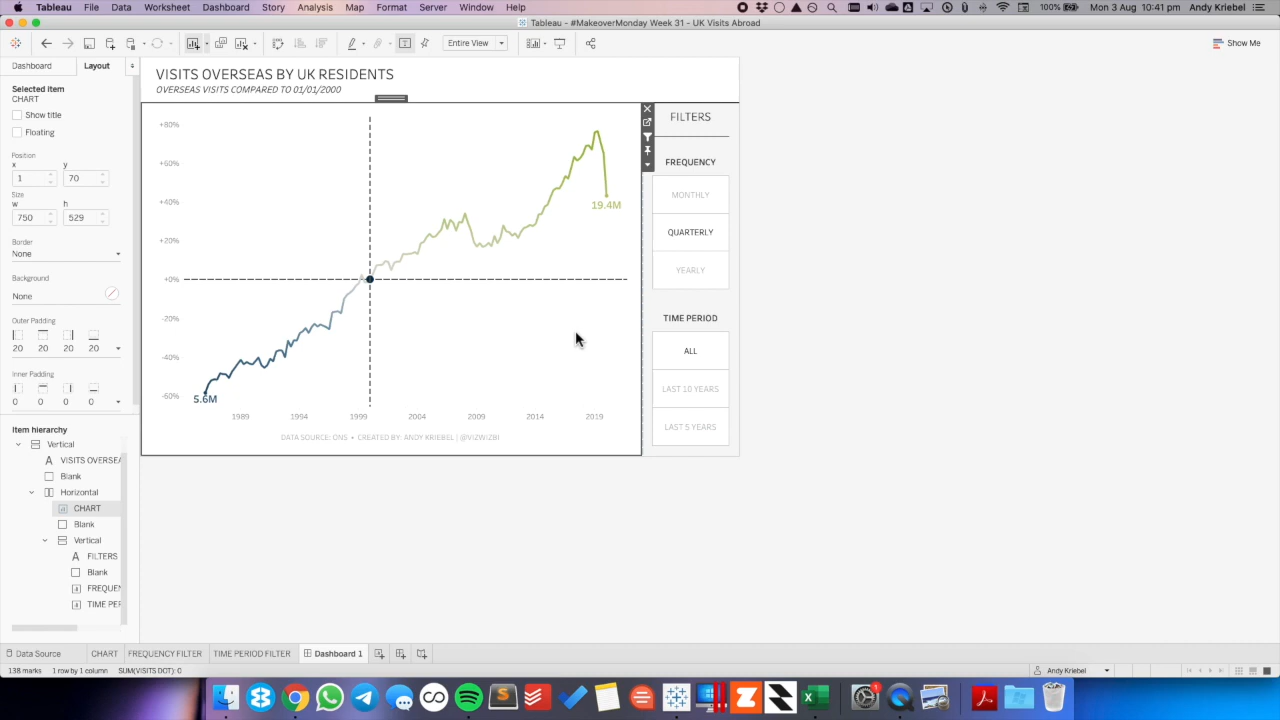 Tableau File Data Worksheet Dashboard Story Analysis Map Format Server Window Help 100% Mon 3 Aug 10:41 pm Andy Kriebel
Tableau - #MakeoverMonday Week 31 - UK Visits Abroad
Entire View
Show Me
Dashboard Layout
Selected item
CHART
Show title
Floating
Position
x y
1 70
Size
w h
750 529
Border
None
Background
None
Outer Padding
20 20 20 20
Inner Padding
0 0 0 0
Item hierarchy
Vertical
VISITS OVERSEA
Blank
Horizontal
CHART
Blank
Vertical
FILTERS
Blank
FREQUEN
TIME PER
VISITS OVERSEAS BY UK RESIDENTS
OVERSEAS VISITS COMPARED TO 01/01/2000
+80%
+60%
+40%
+20%
+0%
-20%
-40%
-60%
19.4M
5.6M
1989 1994 1999 2004 2009 2014 2019
DATA SOURCE: ONS • CREATED BY: ANDY KRIEBEL | @VIZWIZBI
FILTERS
FREQUENCY
MONTHLY
QUARTERLY
YEARLY
TIME PERIOD
ALL
LAST 10 YEARS
LAST 5 YEARS
Data Source CHART FREQUENCY FILTER TIME PERIOD FILTER Dashboard 1
138 marks 1 row by 1 column SUM(VISITS DOT): 0 Andy Kriebel